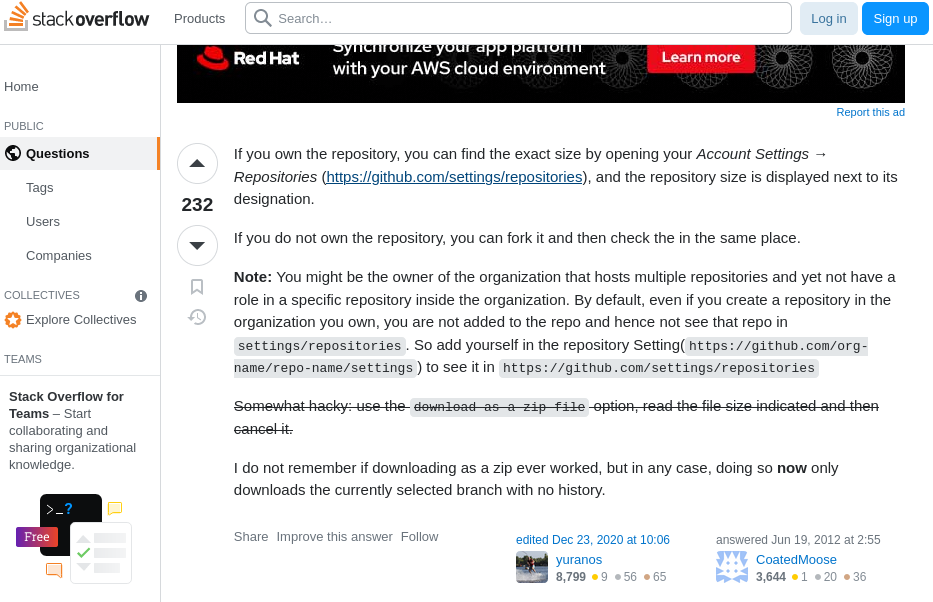 stackoverflow
Products
Search…
Log in
Sign up
Home
PUBLIC
Questions
Tags
Users
Companies
COLLECTIVES
Explore Collectives
TEAMS
Stack Overflow for
Teams – Start
collaborating and
sharing organizational
knowledge.
>_?
Free
Red Hat
Synchronize your app platform
with your AWS cloud environment
Learn more
Report this ad
232
If you own the repository, you can find the exact size by opening your Account Settings →
Repositories (https://github.com/settings/repositories), and the repository size is displayed next to its
designation.
If you do not own the repository, you can fork it and then check the in the same place.
Note: You might be the owner of the organization that hosts multiple repositories and yet not have a
role in a specific repository inside the organization. By default, even if you create a repository in the
organization you own, you are not added to the repo and hence not see that repo in
settings/repositories. So add yourself in the repository Setting(https://github.com/org-
name/repo-name/settings) to see it in https://github.com/settings/repositories
Somewhat hacky: use the download as a zip file option, read the file size indicated and then
cancel it.
I do not remember if downloading as a zip ever worked, but in any case, doing so now only
downloads the currently selected branch with no history.
Share Improve this answer Follow
edited Dec 23, 2020 at 10:06
yuranos
8,799 9 56 65
answered Jun 19, 2012 at 2:55
CoatedMoose
3,644 1 20 36